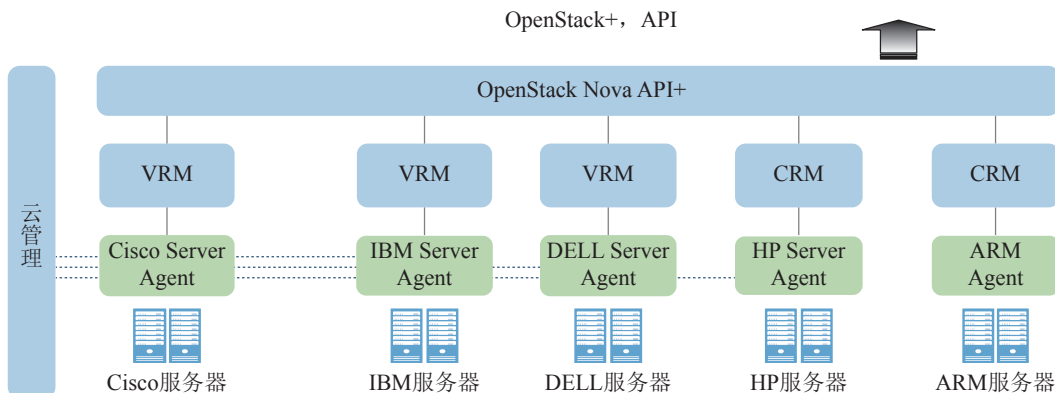 OpenStack+，API
OpenStack Nova API+
VRM
VRM
VRM
CRM
CRM
云管理
Cisco Server
Agent
IBM Server
Agent
DELL Server
Agent
HP Server
Agent
ARM
Agent
Cisco服务器
IBM服务器
DELL服务器
HP服务器
ARM服务器